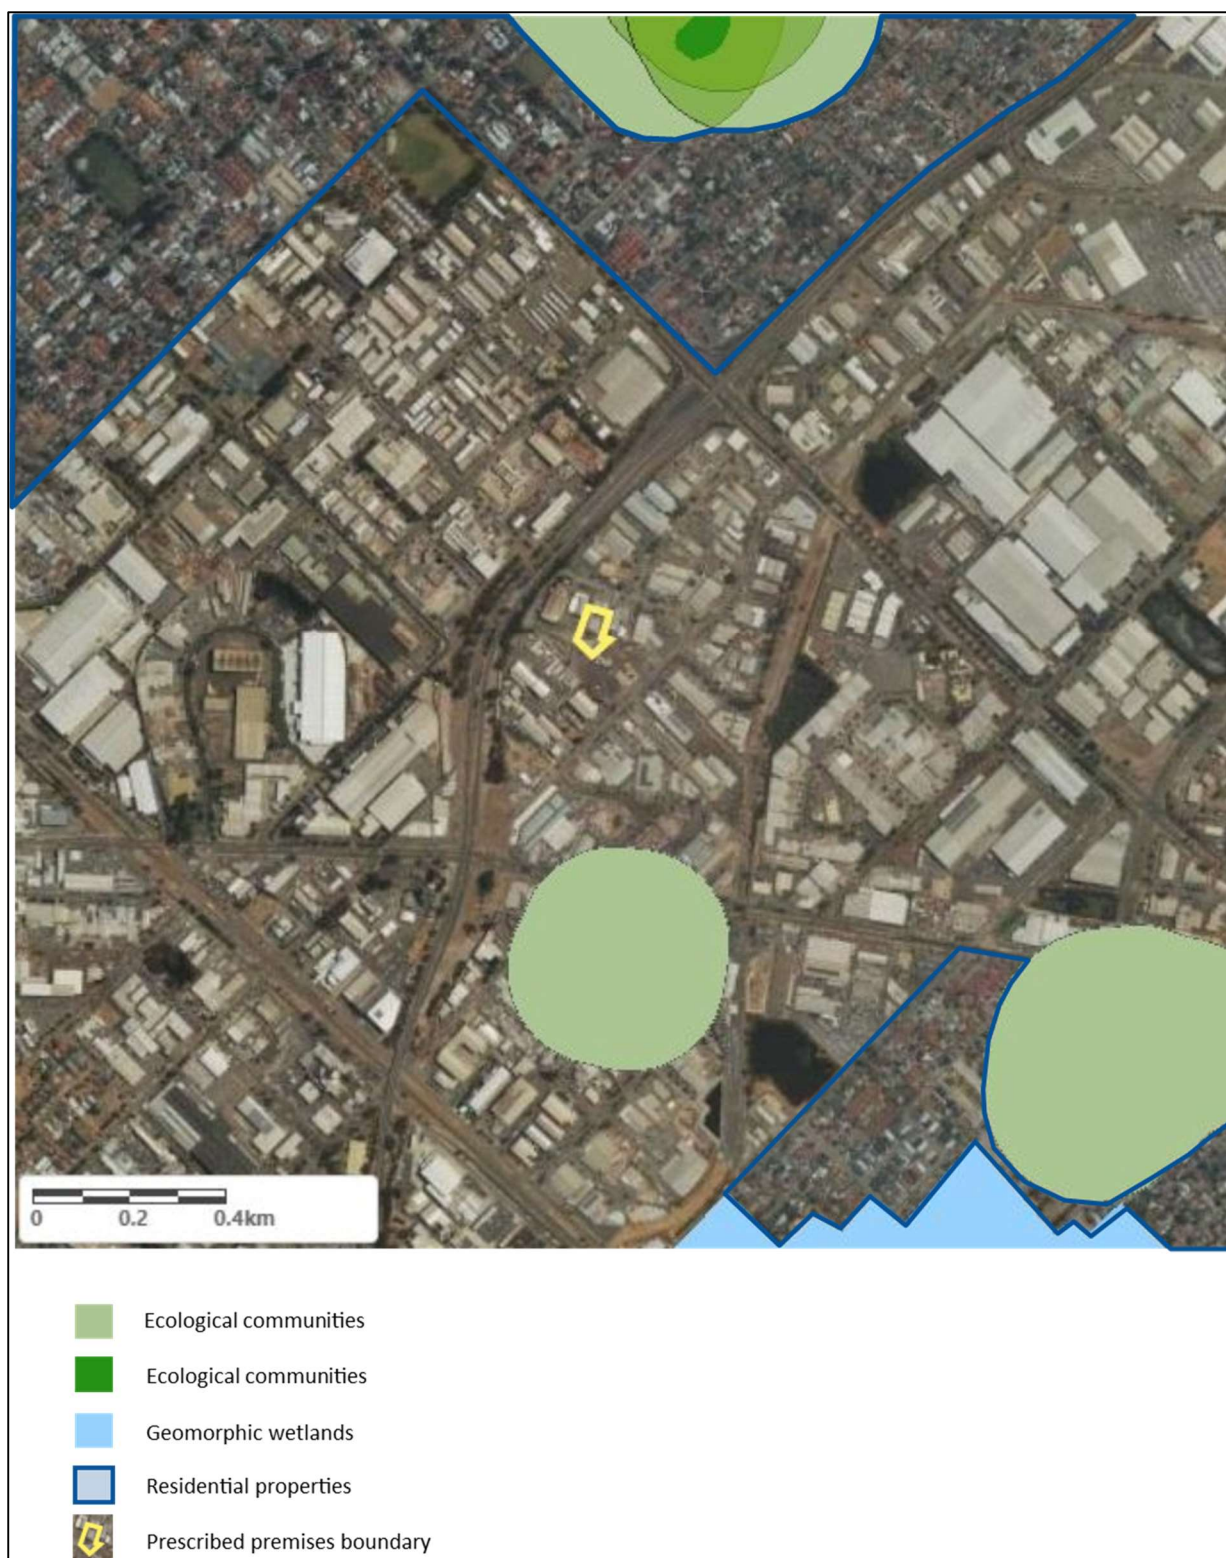 0 0.2 0.4km
Ecological communities
Ecological communities
Geomorphic wetlands
Residential properties
Prescribed premises boundary